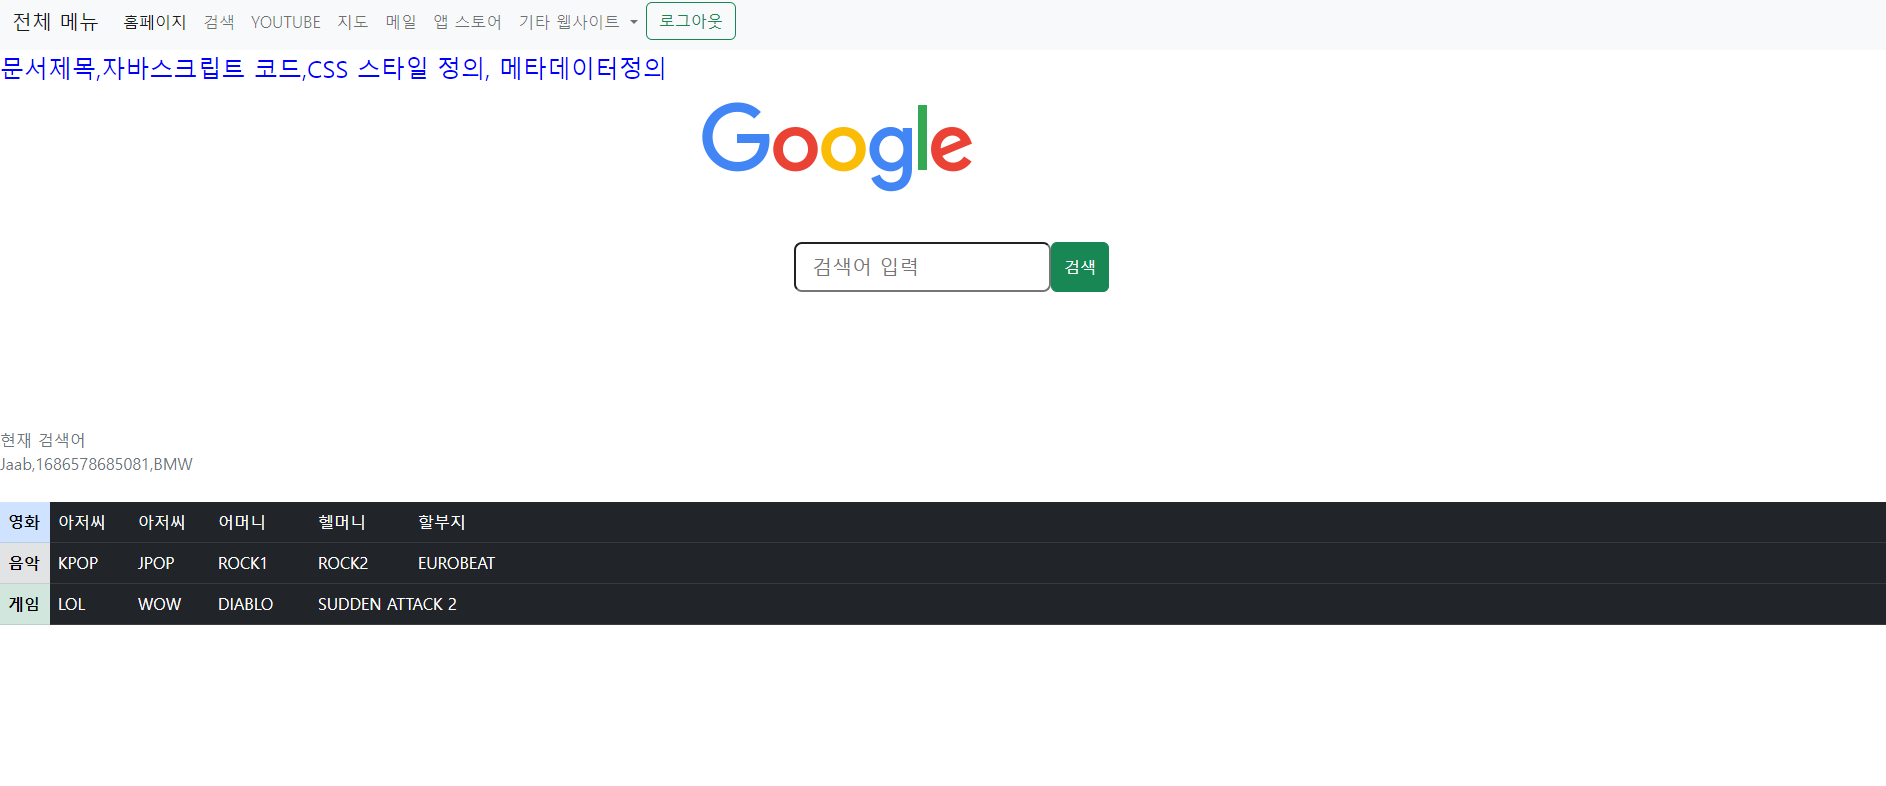 전체 메뉴 홈페이지 검색 YOUTUBE 지도 메일 앱 스토어 기타 웹사이트 로그아웃
문서제목,자바스크립트 코드,CSS 스타일 정의, 메타데이터정의
Google
검색어 입력 검색
현재 검색어
Jaab,1686578685081,BMW
영화 아저씨 아저씨 어머니 헬머니 할부지
음악 KPOP JPOP ROCK1 ROCK2 EUROBEAT
게임 LOL WOW DIABLO SUDDEN ATTACK 2